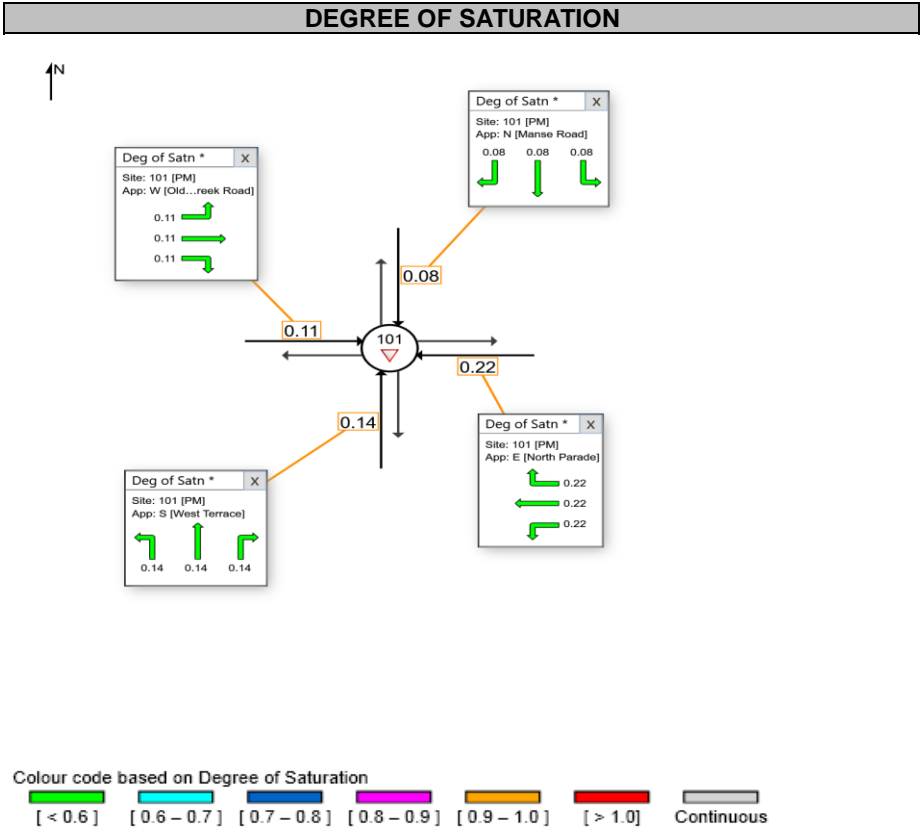 DEGREE OF SATURATION
N
Deg of Satn * X
Site: 101 [PM]
App: N [Manse Road]
0.08 0.08 0.08
Deg of Satn * X
Site: 101 [PM]
App: W [Old...reek Road]
0.11
0.11
0.11
0.08
0.11
101
0.22
0.14
Deg of Satn * X
Site: 101 [PM]
App: E [North Parade]
0.22
0.22
0.22
Deg of Satn * X
Site: 101 [PM]
App: S [West Terrace]
0.14 0.14 0.14
Colour code based on Degree of Saturation
[ < 0.6 ] [ 0.6 – 0.7 ] [ 0.7 – 0.8 ] [ 0.8 – 0.9 ] [ 0.9 – 1.0 ] [ > 1.0] Continuous